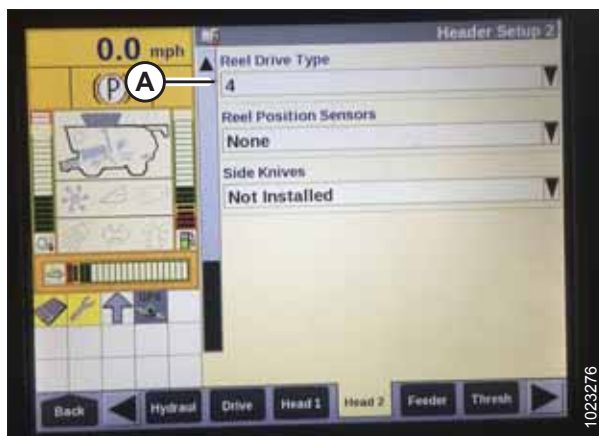 0.0 mph
Header Setup 2
Reel Drive Type
(P)
A
4
Reel Position Sensors
None
Side Knives
Not Installed
GPS
Back
Hydraul
Drive
Head 1
Head 2
Feeder
Thresh
1023276